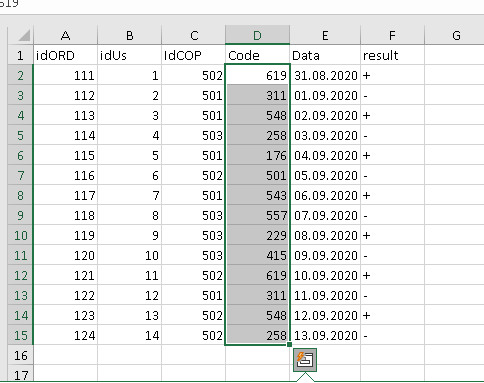 619
A B C D E F G
1 idORD idUs IdCOP Code Data result
2 111 1 502 619 31.08.2020 +
3 112 2 501 311 01.09.2020 -
4 113 3 501 548 02.09.2020 +
5 114 4 503 258 03.09.2020 -
6 115 5 501 176 04.09.2020 +
7 116 6 502 501 05.09.2020 -
8 117 7 501 543 06.09.2020 +
9 118 8 503 557 07.09.2020 -
10 119 9 503 229 08.09.2020 +
11 120 10 503 415 09.09.2020 -
12 121 11 502 619 10.09.2020 +
13 122 12 501 311 11.09.2020 -
14 123 13 502 548 12.09.2020 +
15 124 14 502 258 13.09.2020 -
16
17